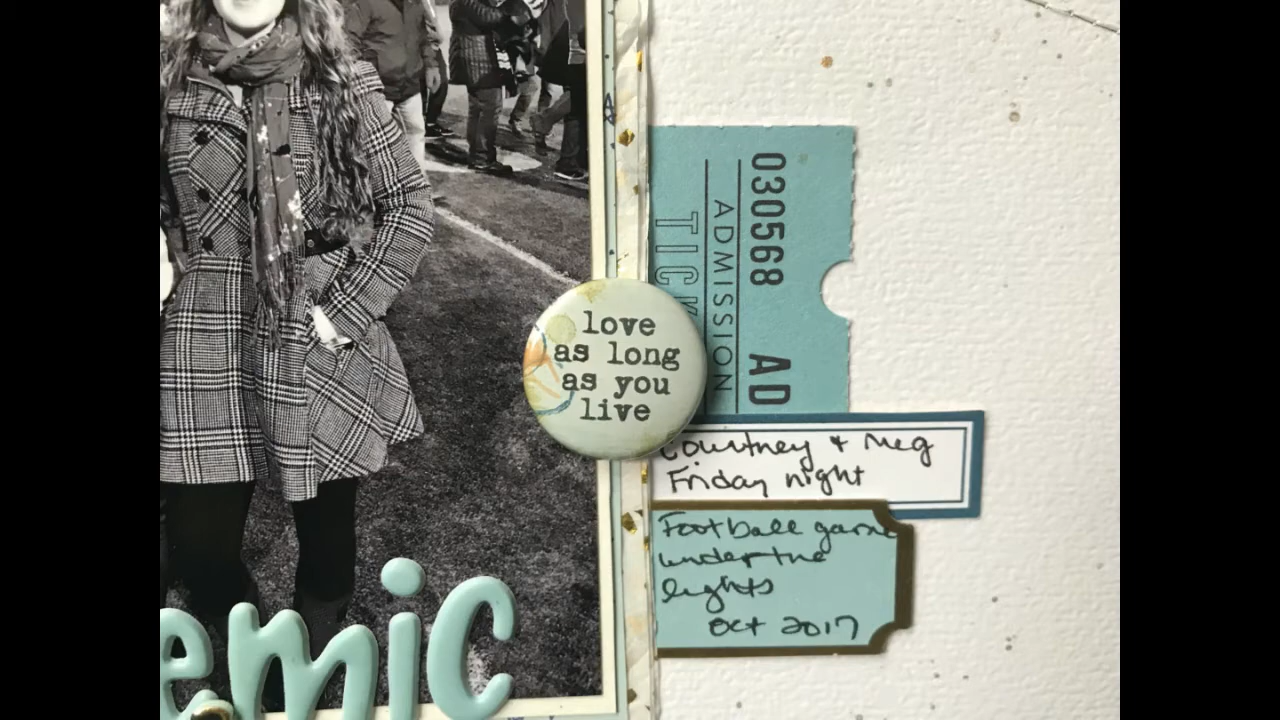 030568 AD
ADMISSION
TICK
love
as long
as you
live
Courtney + Meg
Friday night
Football game
under the
lights
oct 2017
emic